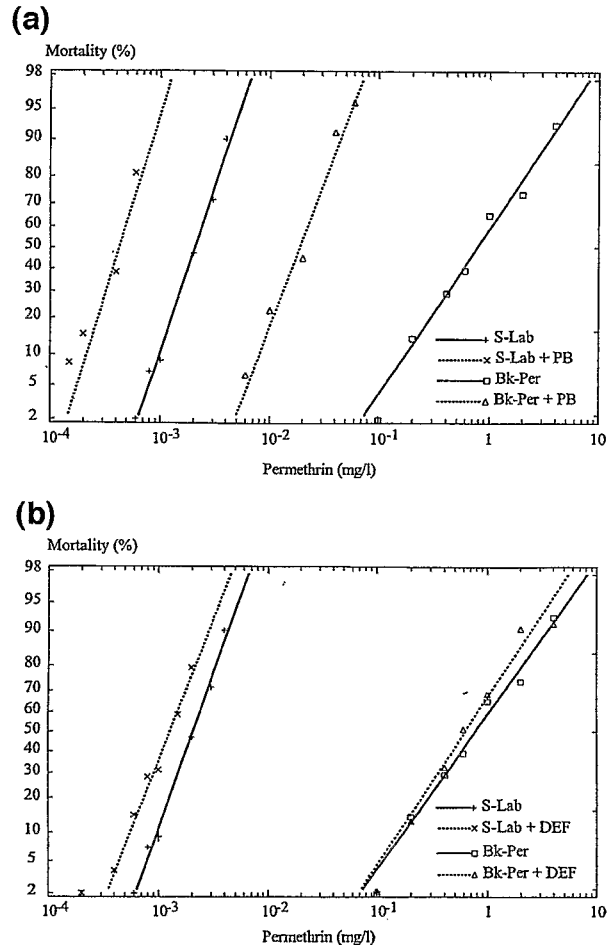 (a)
Mortality (%)
98
95
90
80
70
60
50
40
30
20
10
5
2
10-4
10-3
10-2
10-1
1
10
Permethrin (mg/l)
S-Lab
S-Lab + PB
Bk-Per
Bk-Per + PB
(b)
Mortality (%)
98
95
90
80
70
60
50
40
30
20
10
5
2
10-4
10-3
10-2
10-1
1
10
Permethrin (mg/l)
S-Lab
S-Lab + DEF
Bk-Per
Bk-Per + DEF